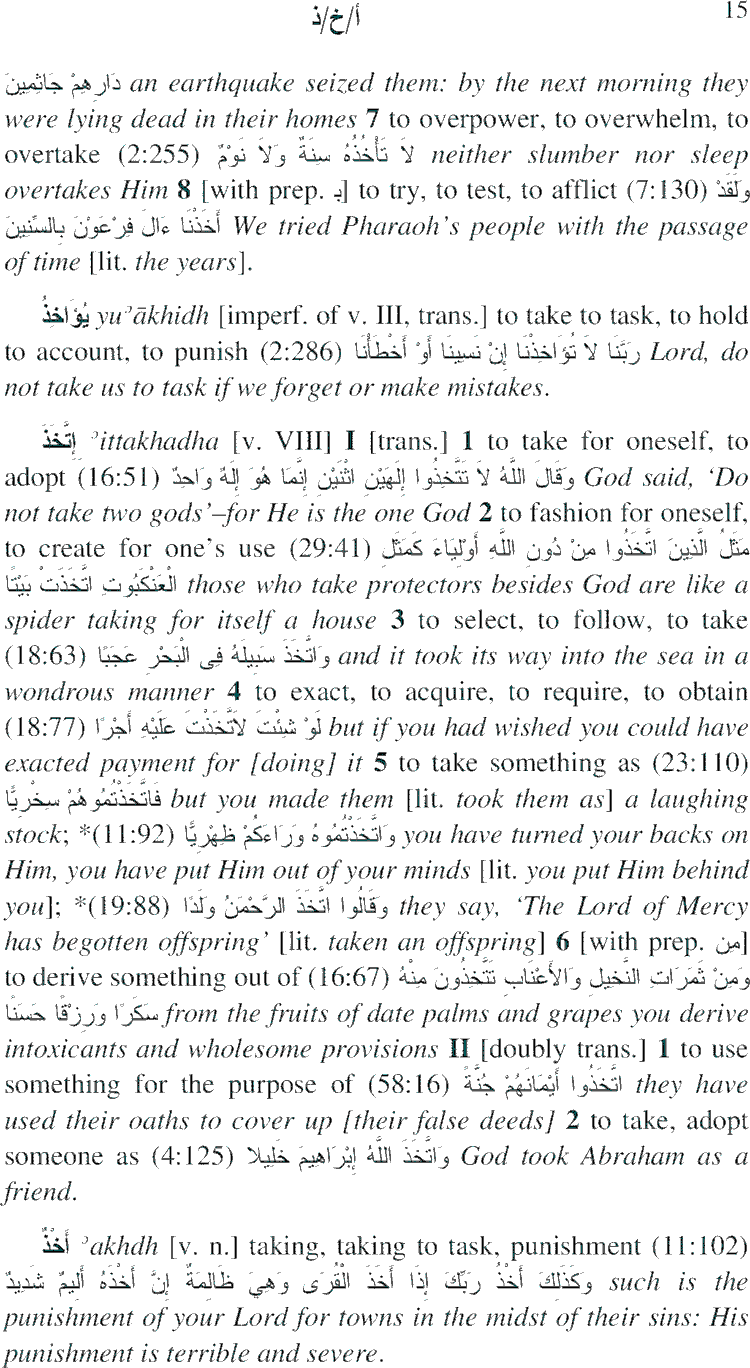 أ/خ/ذ 15
دَارِهِمْ جَاثِمِينَ an earthquake seized them: by the next morning they
were lying dead in their homes 7 to overpower, to overwhelm, to
overtake (2:255) لاَ تَأْخُذُهُ سِنَةٌ وَلاَ نَوْمٌ neither slumber nor sleep
overtakes Him 8 [with prep. بِ] to try, to test, to afflict (7:130) وَلَقَدْ
أَخَذْنَا ءَالَ فِرْعَوْنَ بِالسِّنِينَ We tried Pharaoh's people with the passage
of time [lit. the years].
يُؤَاخِذُ yuʾākhidh [imperf. of v. III, trans.] to take to task, to hold
to account, to punish (2:286) رَبَّنَا لاَ تُؤَاخِذْنَا إِنْ نَسِينَا أَوْ أَخْطَأْنَا Lord, do
not take us to task if we forget or make mistakes.
إِتَّخَذَ ʾittakhadha [v. VIII] I [trans.] 1 to take for oneself, to
adopt (16:51) وَقَالَ اللَّهُ لاَ تَتَّخِذُوا إِلَهَيْنِ اثْنَيْنِ إِنَّمَا هُوَ إِلَهٌ وَاحِدٌ God said, ‘Do
not take two gods’–for He is the one God 2 to fashion for oneself,
to create for one's use (29:41) مَثَلُ الَّذِينَ اتَّخَذُوا مِنْ دُونِ اللَّهِ أَوْلِيَاءَ كَمَثَلِ
الْعَنْكَبُوتِ اتَّخَذَتْ بَيْتًا those who take protectors besides God are like a
spider taking for itself a house 3 to select, to follow, to take
(18:63) وَاتَّخَذَ سَبِيلَهُ فِى الْبَحْرِ عَجَبًا and it took its way into the sea in a
wondrous manner 4 to exact, to acquire, to require, to obtain
(18:77) لَوْ شِئْتَ لاَتَّخَذْتَ عَلَيْهِ أَجْرًا but if you had wished you could have
exacted payment for [doing] it 5 to take something as (23:110)
فَاتَّخَذْتُمُوهُمْ سِخْرِيًّا but you made them [lit. took them as] a laughing
stock; *(11:92) وَاتَّخَذْتُمُوهُ وَرَاءَكُمْ ظِهْرِيًّا you have turned your backs on
Him, you have put Him out of your minds [lit. you put Him behind
you]; *(19:88) وَقَالُوا اتَّخَذَ الرَّحْمَنُ وَلَدًا they say, ‘The Lord of Mercy
has begotten offspring’ [lit. taken an offspring] 6 [with prep. مِن]
to derive something out of (16:67) وَمِنْ ثَمَرَاتِ النَّخِيلِ وَالأَعْنَابِ تَتَّخِذُونَ مِنْهُ
سَكَرًا وَرِزْقًا حَسَنًا from the fruits of date palms and grapes you derive
intoxicants and wholesome provisions II [doubly trans.] 1 to use
something for the purpose of (58:16) اتَّخَذُوا أَيْمَانَهُمْ جُنَّةً they have
used their oaths to cover up [their false deeds] 2 to take, adopt
someone as (4:125) وَاتَّخَذَ اللَّهُ إِبْرَاهِيمَ خَلِيلا God took Abraham as a
friend.
أَخْذٌ ʾakhdh [v. n.] taking, taking to task, punishment (11:102)
وَكَذَلِكَ أَخْذُ رَبِّكَ إِذَا أَخَذَ الْقُرَى وَهِيَ ظَالِمَةٌ إِنَّ أَخْذَهُ أَلِيمٌ شَدِيدٌ such is the
punishment of your Lord for towns in the midst of their sins: His
punishment is terrible and severe.